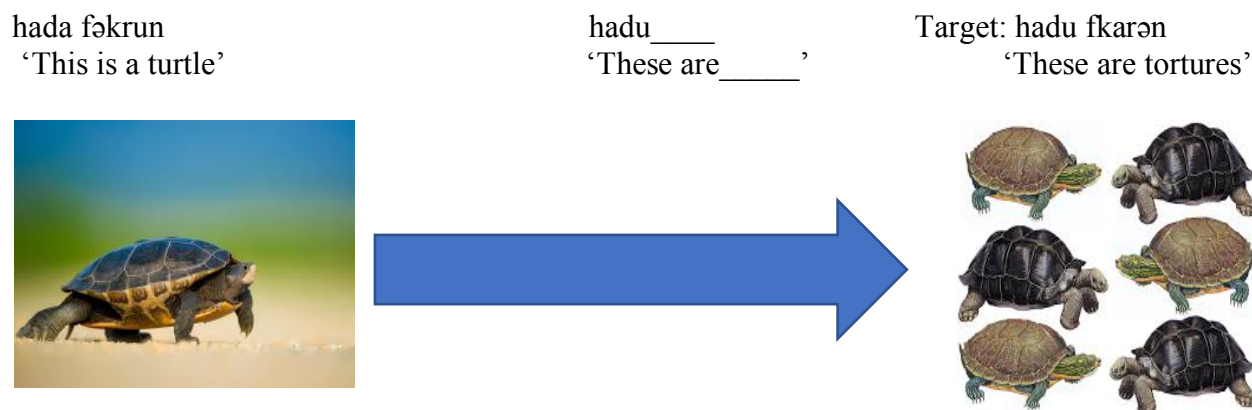 hada fəkrun
‘This is a turtle’
hadu____
‘These are_____’
Target: hadu fkarən
‘These are tortures’